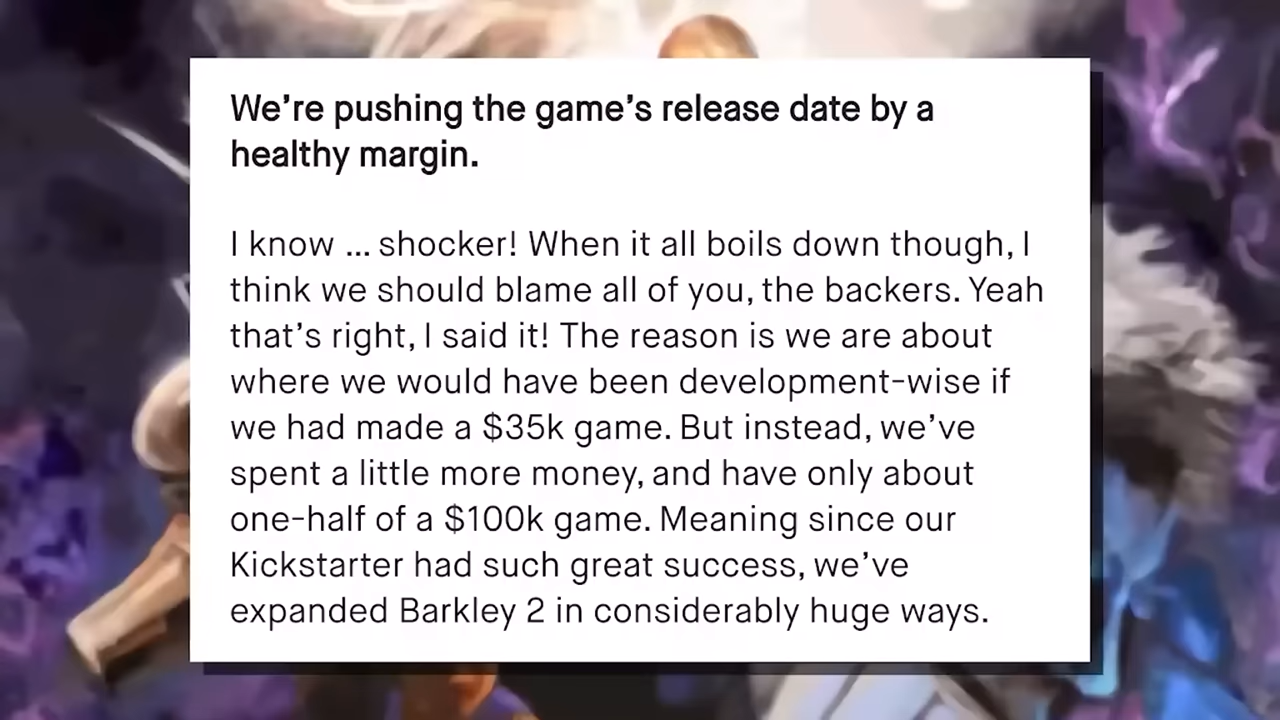 We’re pushing the game’s release date by a
healthy margin.
I know ... shocker! When it all boils down though, I
think we should blame all of you, the backers. Yeah
that’s right, I said it! The reason is we are about
where we would have been development-wise if
we had made a $35k game. But instead, we’ve
spent a little more money, and have only about
one-half of a $100k game. Meaning since our
Kickstarter had such great success, we’ve
expanded Barkley 2 in considerably huge ways.